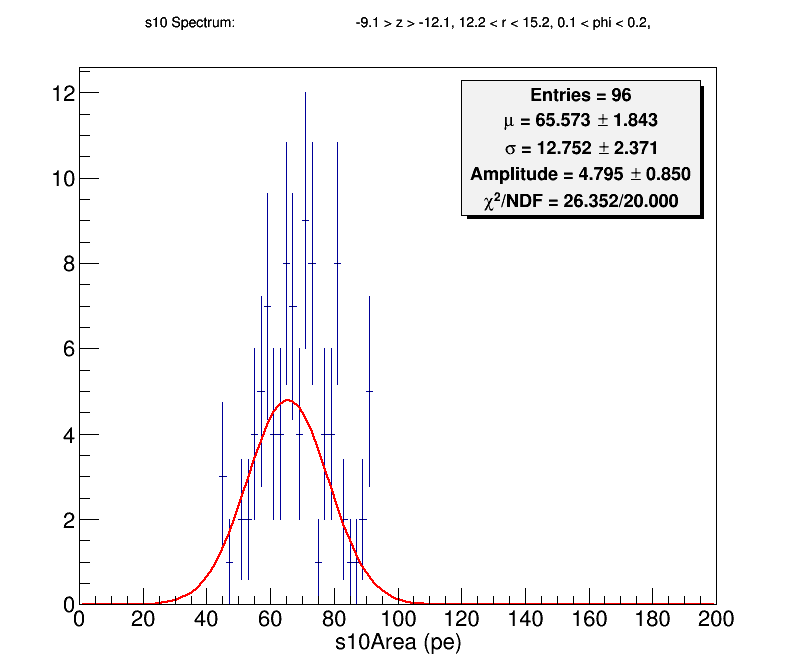 s10 Spectrum: -9.1 > z > -12.1, 12.2 < r < 15.2, 0.1 < phi < 0.2,
Entries = 96
μ = 65.573 ± 1.843
σ = 12.752 ± 2.371
Amplitude = 4.795 ± 0.850
χ²/NDF = 26.352/20.000
12
10
8
6
4
2
0
0 20 40 60 80 100 120 140 160 180 200
s10Area (pe)